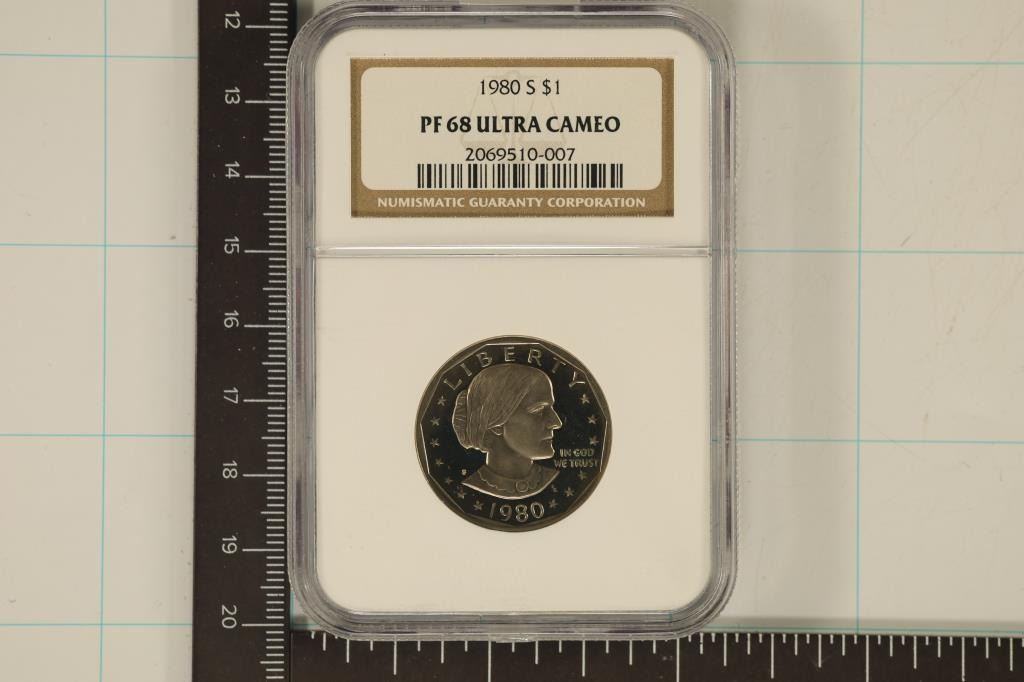 1980 S $1
PF 68 ULTRA CAMEO
2069510-007
NUMISMATIC GUARANTY CORPORATION
LIBERTY
IN GOD
WE TRUST
S
1980
12
13
14
15
16
17
18
19
20